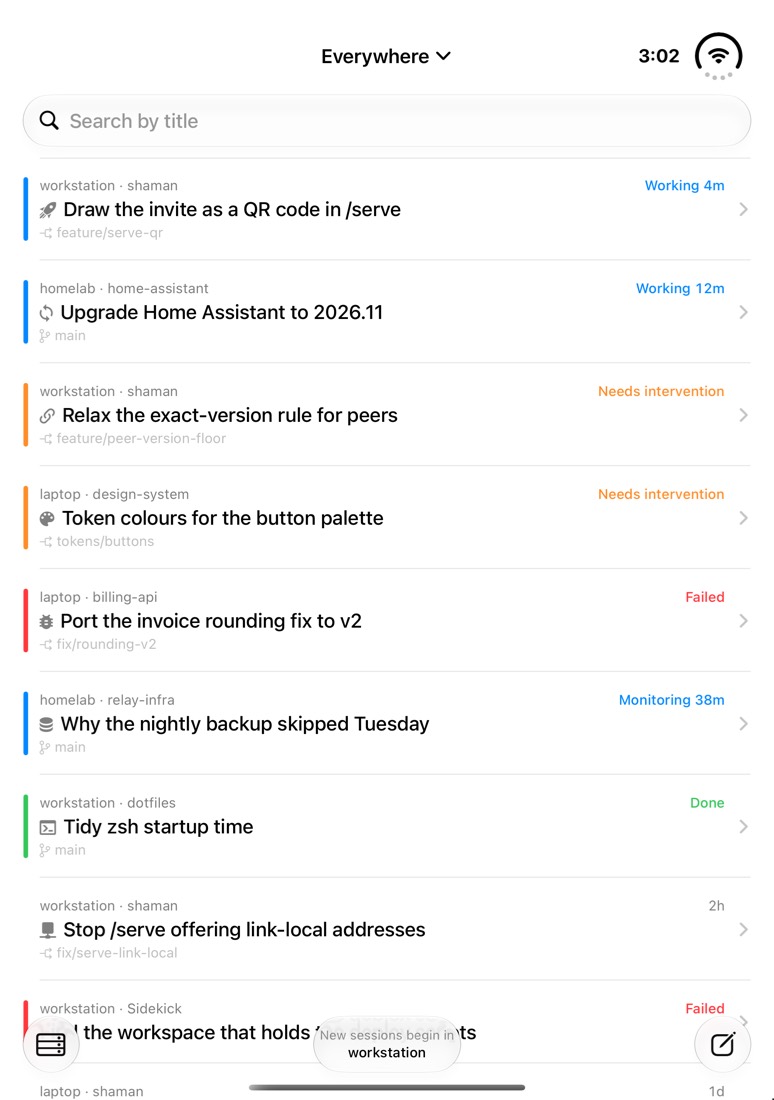 Everywhere
3:02
Search by title
workstation · shaman
Working 4m
Draw the invite as a QR code in /serve
feature/serve-qr
homelab · home-assistant
Working 12m
Upgrade Home Assistant to 2026.11
main
workstation · shaman
Needs intervention
Relax the exact-version rule for peers
feature/peer-version-floor
laptop · design-system
Needs intervention
Token colours for the button palette
tokens/buttons
laptop · billing-api
Failed
Port the invoice rounding fix to v2
fix/rounding-v2
homelab · relay-infra
Monitoring 38m
Why the nightly backup skipped Tuesday
main
workstation · dotfiles
Done
Tidy zsh startup time
main
workstation · shaman
2h
Stop /serve offering link-local addresses
fix/serve-link-local
workstation · Sidekick
Failed
the workspace that holds
New sessions begin in
workstation
laptop · shaman
1d